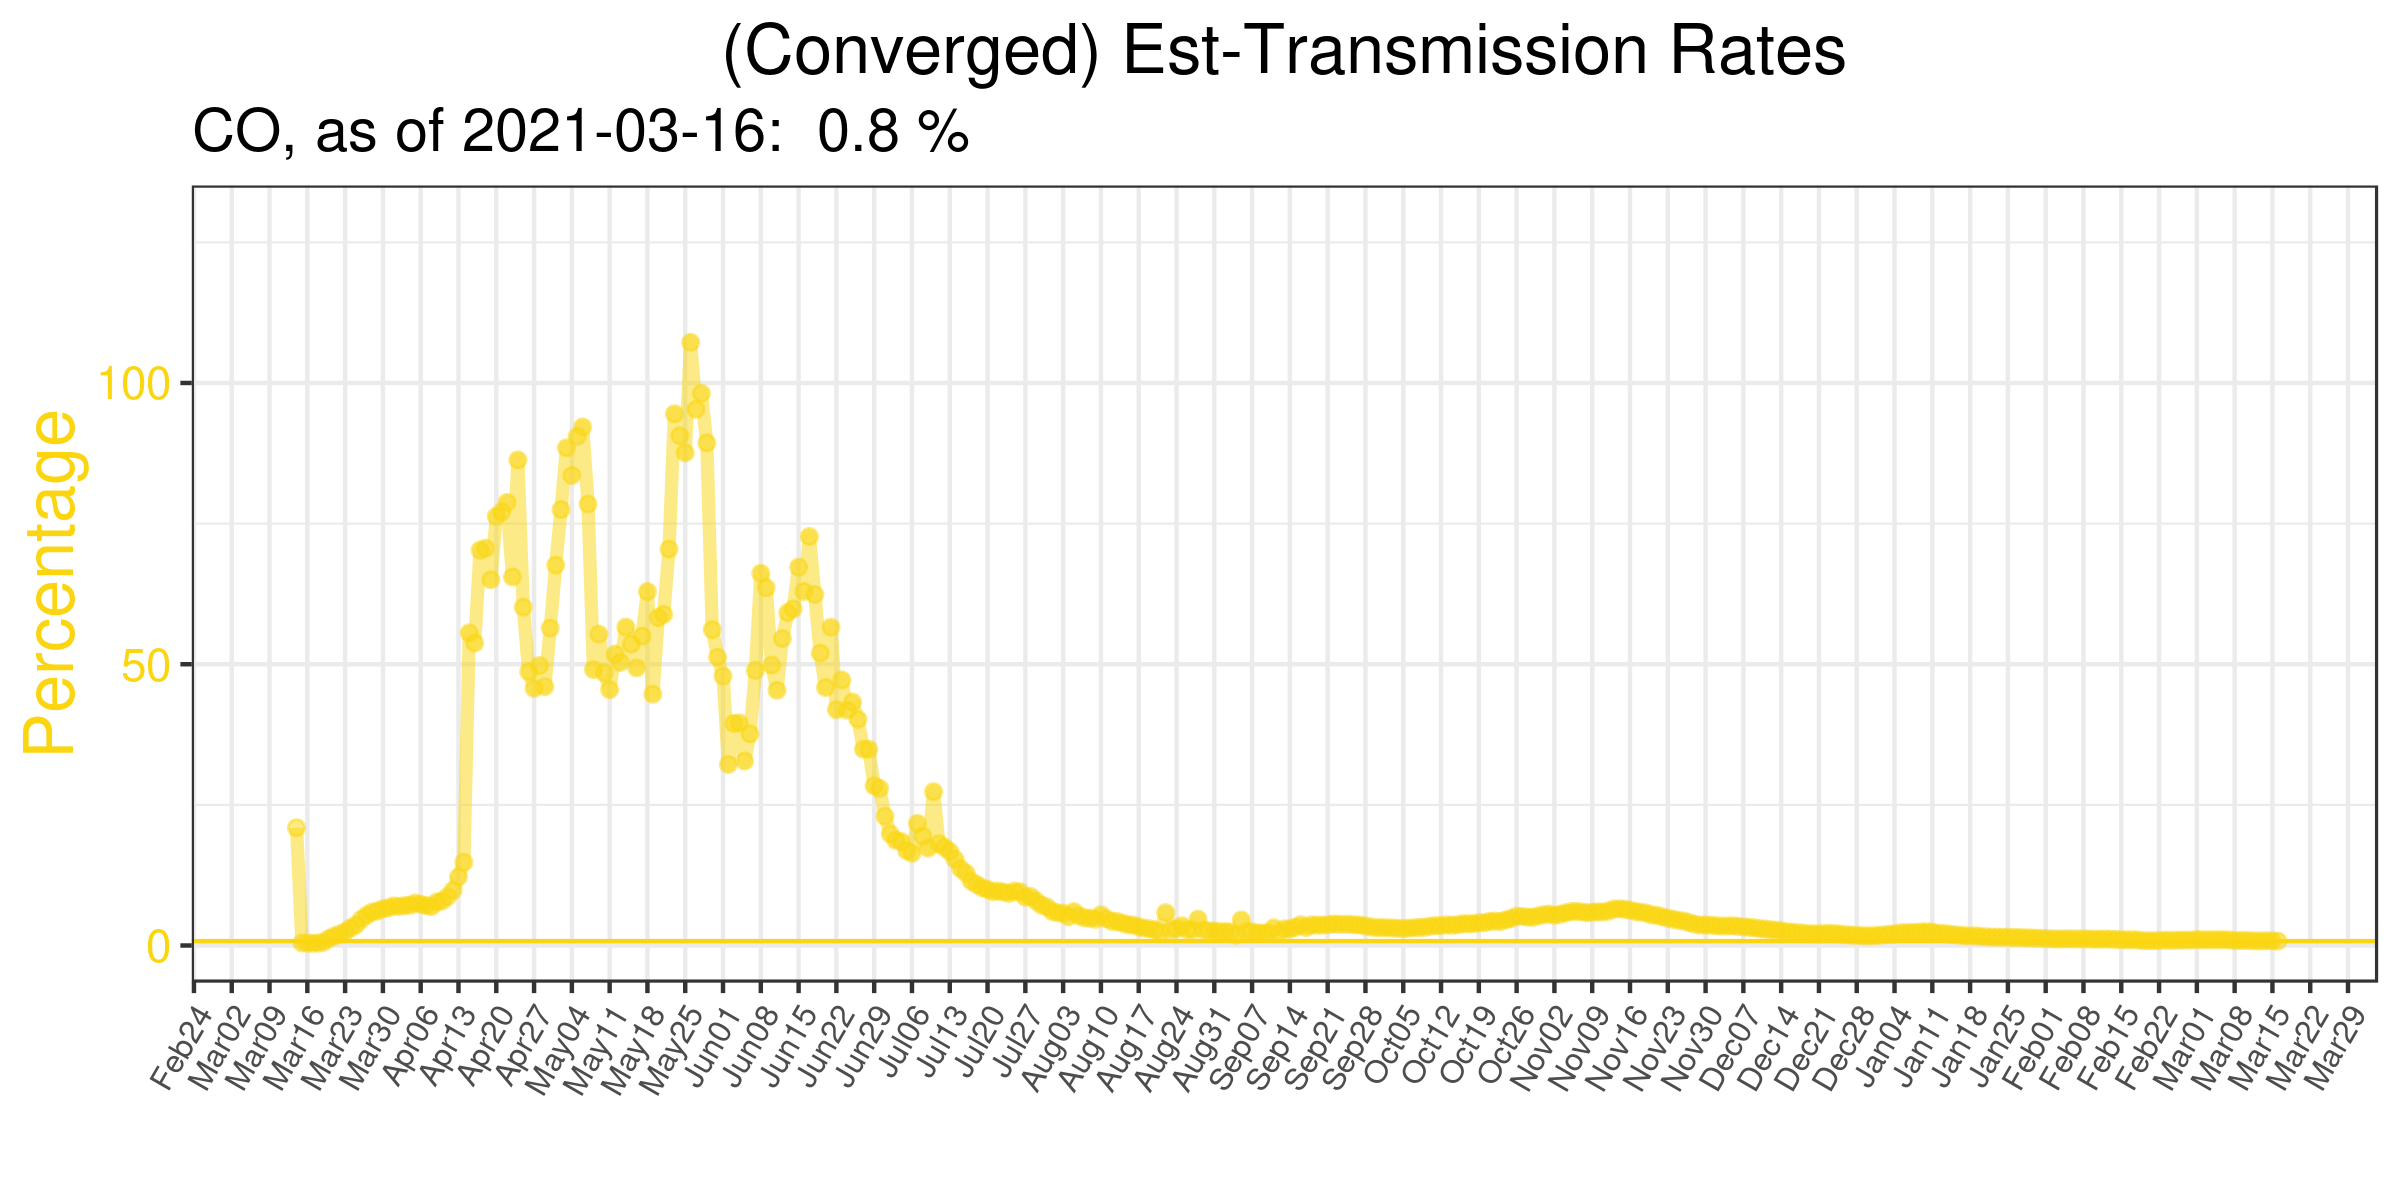 (Converged) Est-Transmission Rates
CO, as of 2021-03-16:  0.8 %
Percentage
100
50
0
Feb24
Mar02
Mar09
Mar16
Mar23
Mar30
Apr06
Apr13
Apr20
Apr27
May04
May11
May18
May25
Jun01
Jun08
Jun15
Jun22
Jun29
Jul06
Jul13
Jul20
Jul27
Aug03
Aug10
Aug17
Aug24
Aug31
Sep07
Sep14
Sep21
Sep28
Oct05
Oct12
Oct19
Oct26
Nov02
Nov09
Nov16
Nov23
Nov30
Dec07
Dec14
Dec21
Dec28
Jan04
Jan11
Jan18
Jan25
Feb01
Feb08
Feb15
Feb22
Mar01
Mar08
Mar15
Mar22
Mar29